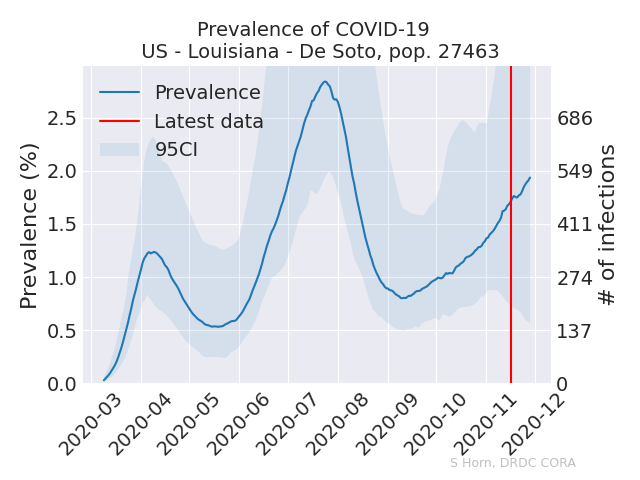 Prevalence of COVID-19
US - Louisiana - De Soto, pop. 27463
Prevalence
Latest data
95CI
Prevalence (%)
2.5
2.0
1.5
1.0
0.5
0.0
686
549
411
274
137
0
# of infections
2020-03
2020-04
2020-05
2020-06
2020-07
2020-08
2020-09
2020-10
2020-11
2020-12
S Horn, DRDC CORA